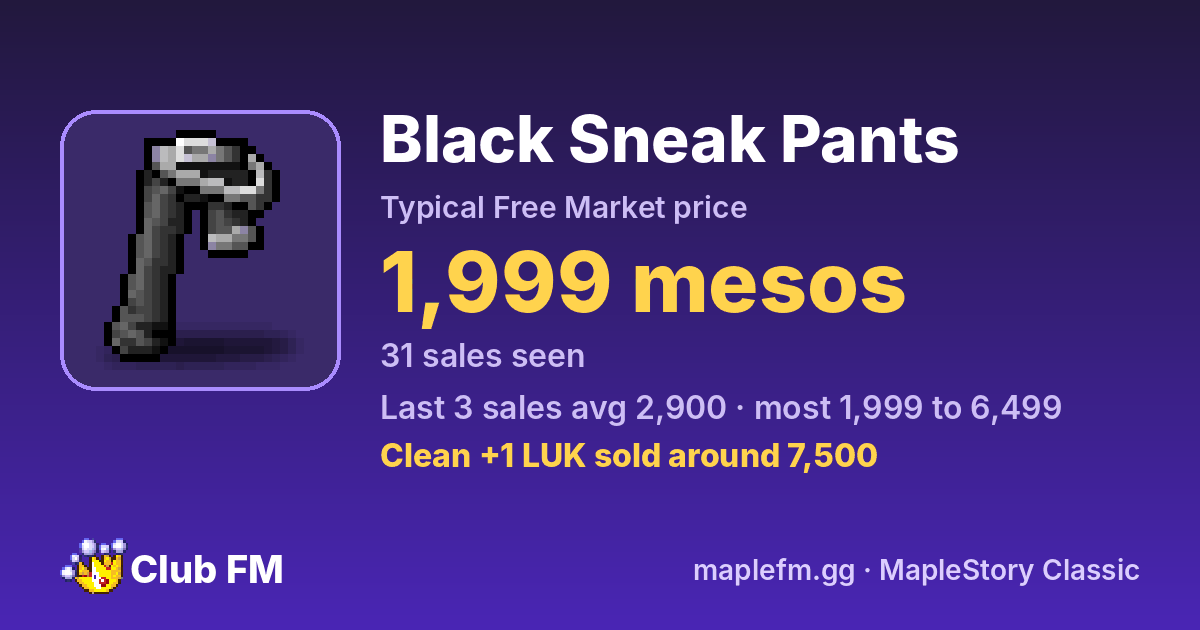 Black Sneak Pants
Typical Free Market price
1,999 mesos
31 sales seen
Last 3 sales avg 2,900 · most 1,999 to 6,499
Clean +1 LUK sold around 7,500
Club FM
maplefm.gg · MapleStory Classic